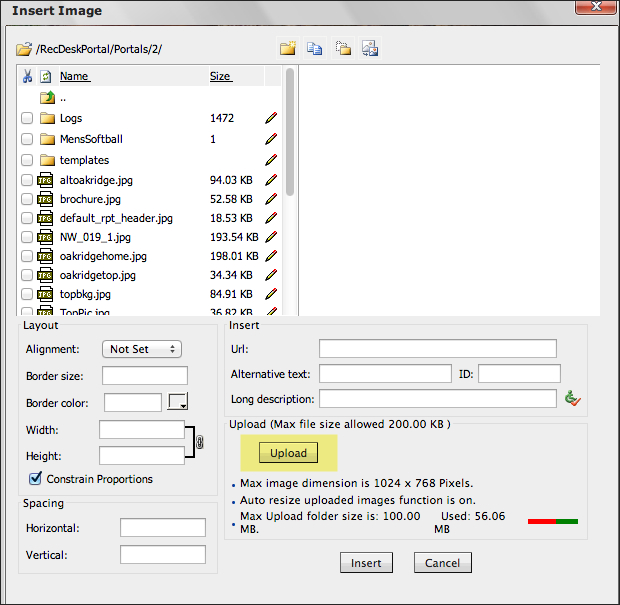 Insert Image
/RecDeskPortal/Portals/2/
Name Size
..
Logs 1472
MensSoftball 1
templates
altoakridge.jpg 94.03 KB
brochure.jpg 52.58 KB
default_rpt_header.jpg 18.53 KB
NW_019_1.jpg 193.54 KB
oakridgehome.jpg 198.01 KB
oakridgetop.jpg 34.34 KB
topbkg.jpg 84.91 KB
TopPic.jpg 36.82 KB
Layout
Alignment: Not Set
Border size:
Border color:
Width:
Height:
Constrain Proportions
Spacing
Horizontal:
Vertical:
Insert
Url:
Alternative text: ID:
Long description:
Upload (Max file size allowed 200.00 KB )
Upload
• Max image dimension is 1024 x 768 Pixels.
• Auto resize uploaded images function is on.
• Max Upload folder size is: 100.00 Used: 56.06
MB. MB
Insert Cancel